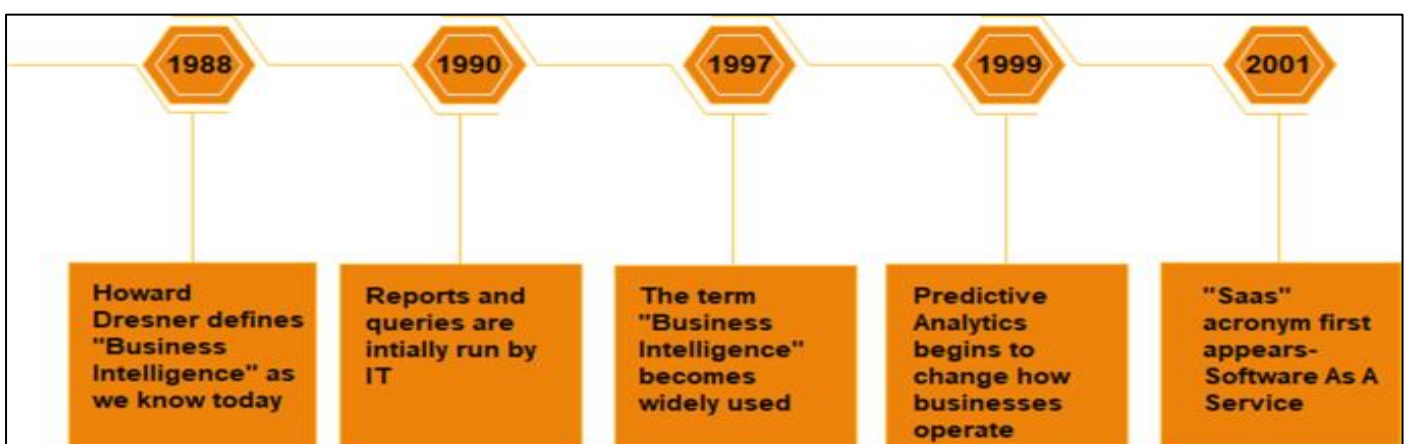 1988
1990
1997
1999
2001
Howard
Dresner defines
"Business
Intelligence" as
we know today
Reports and
queries are
intially run by
IT
The term
"Business
Intelligence"
becomes
widely used
Predictive
Analytics
begins to
change how
businesses
operate
"Saas"
acronym first
appears-
Software As A
Service